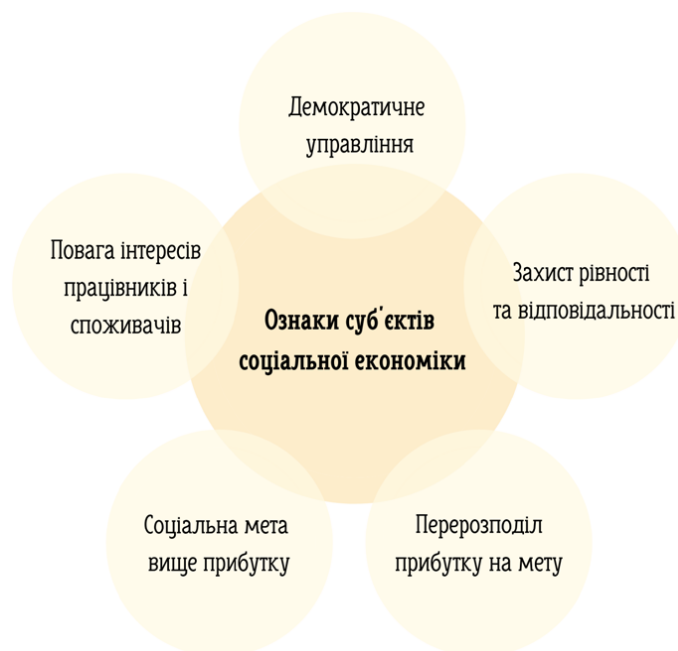 Демократичне
управління
Повага інтересів
працівників і
споживачів
Захист рівності
та відповідальності
Ознаки суб'єктів
соціальної економіки
Соціальна мета
вище прибутку
Перерозподіл
прибутку на мету